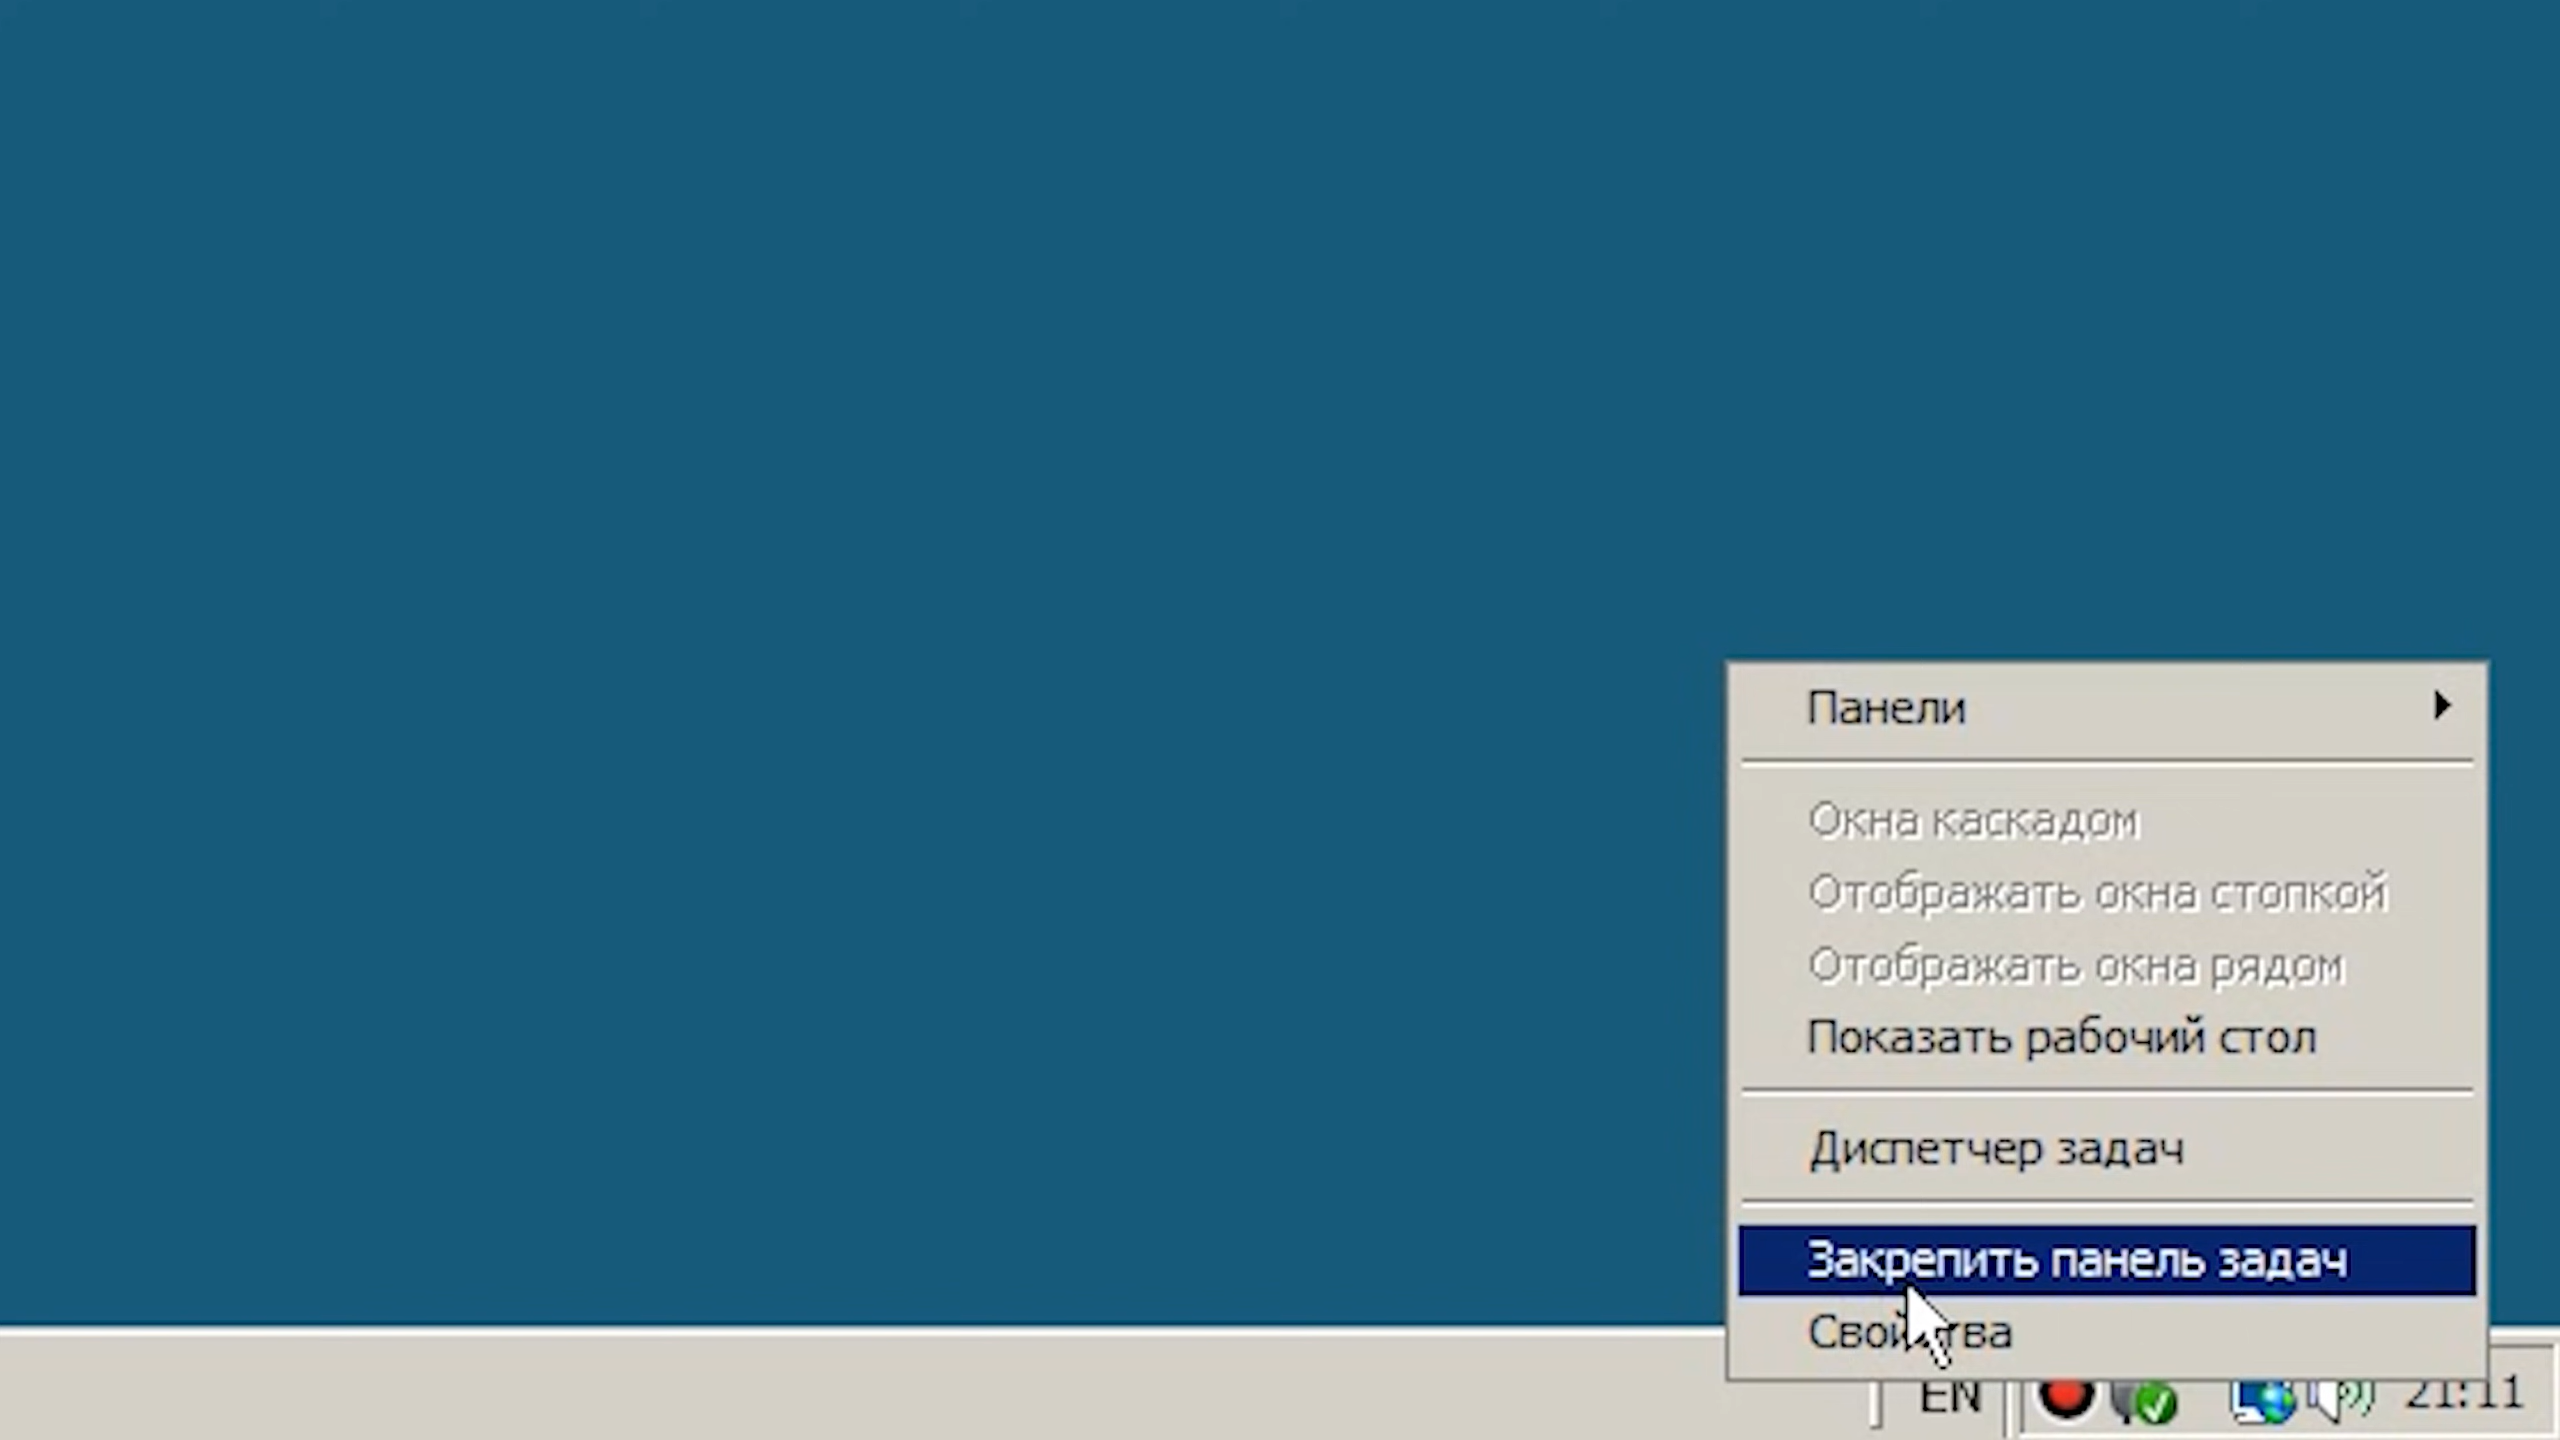 Панели
Окна каскадом
Отображать окна стопкой
Отображать окна рядом
Показать рабочий стол
Диспетчер задач
Закрепить панель задач
Свойства
EN 21:11